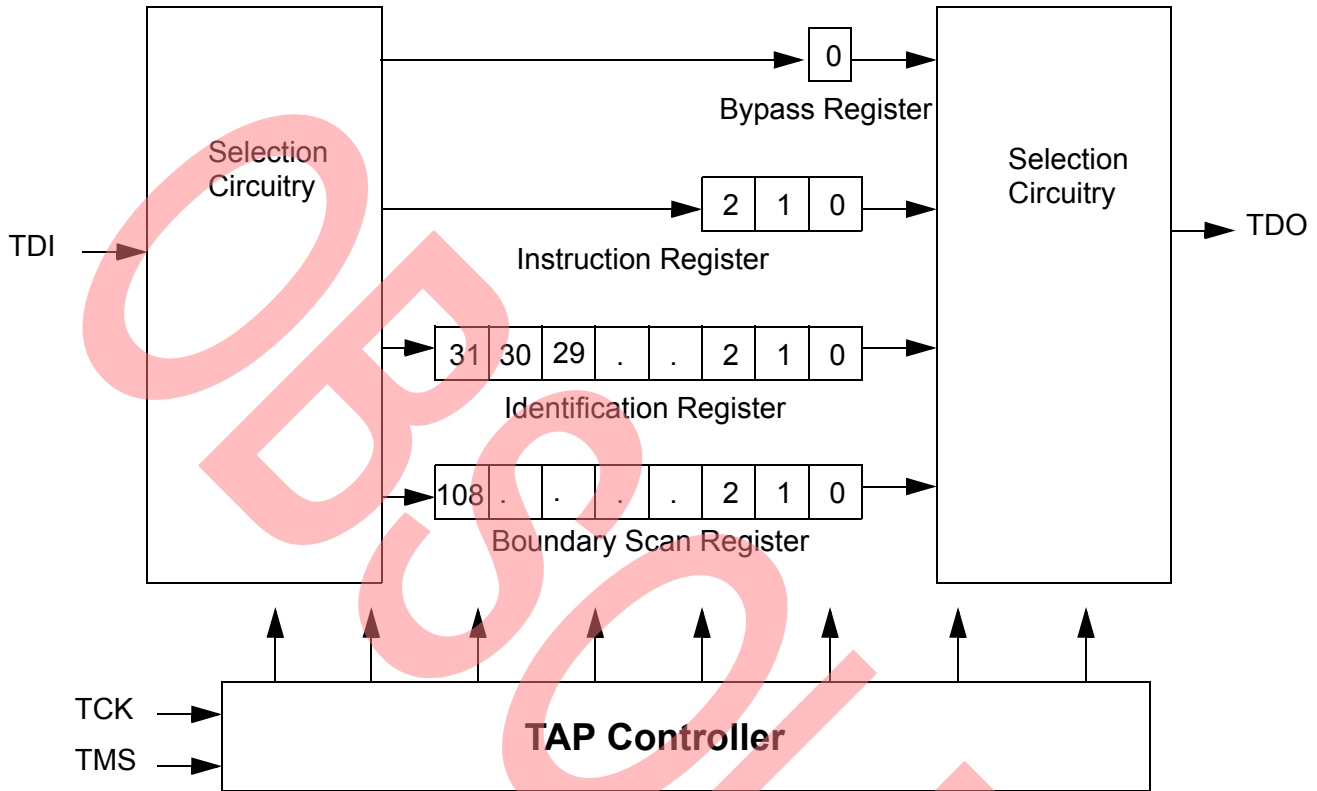 0
Bypass Register
Selection
Circuitry
Selection
Circuitry
2 1 0
Instruction Register
TDI
TDO
31 30 29 . . 2 1 0
Identification Register
108 . . . . 2 1 0
Boundary Scan Register
TCK
TMS
TAP Controller
OBSOL